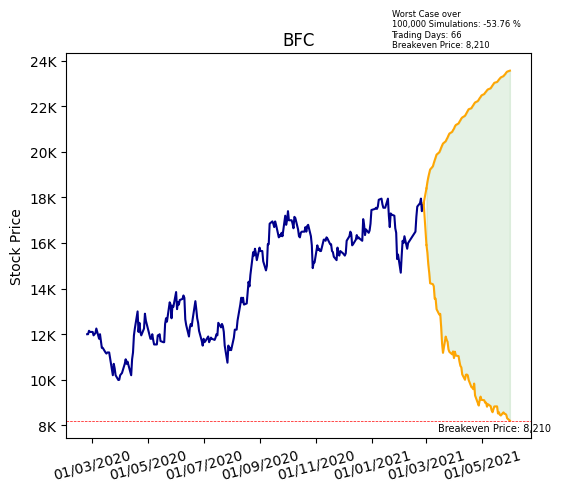 Worst Case over
100,000 Simulations: -53.76 %
Trading Days: 66
Breakeven Price: 8,210
BFC
24K
22K
20K
18K
16K
14K
12K
10K
8K
Stock Price
Breakeven Price: 8,210
01/03/2020
01/05/2020
01/07/2020
01/09/2020
01/11/2020
01/01/2021
01/03/2021
01/05/2021